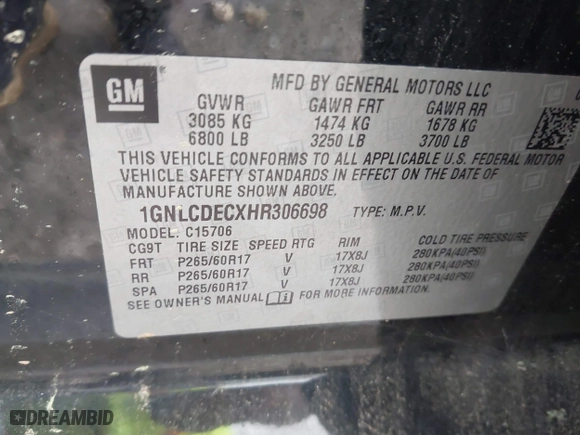 GM
MFD BY GENERAL MOTORS LLC
GVWR GAWR FRT GAWR RR
3085 KG 1474 KG 1678 KG
6800 LB 3250 LB 3700 LB
THIS VEHICLE CONFORMS TO ALL APPLICABLE U.S. FEDERAL MOTOR
VEHICLE SAFETY STANDARDS IN EFFECT ON THE DATE OF
MANUFACTURE SHOWN ABOVE.
1GNLCDECXHR306698 TYPE: M.P.V.
MODEL: C15706
CG9T TIRE SIZE SPEED RTG RIM COLD TIRE PRESSURE
FRT P265/60R17 V 17X8J 280KPA(40PSI)
RR P265/60R17 V 17X8J 280KPA(40PSI)
SPA P265/60R17 V 17X8J 280KPA(40PSI)
SEE OWNER'S MANUAL FOR MORE INFORMATION.
DREAMBID